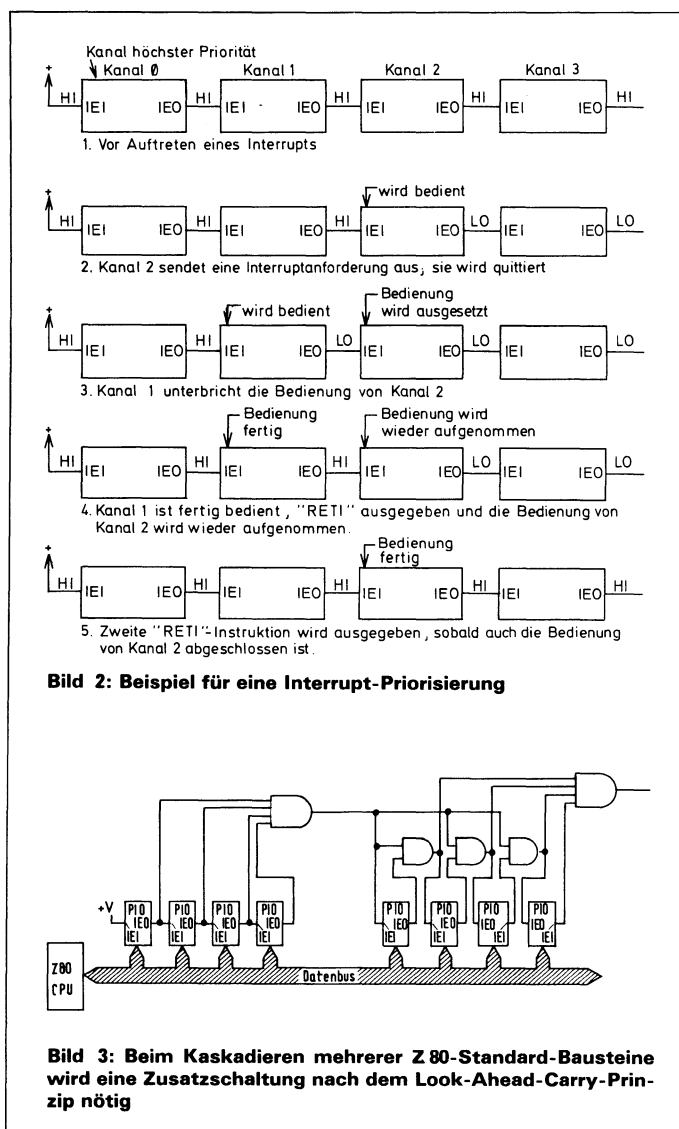 Kanal höchster Priorität
+ Kanal 0 Kanal 1 Kanal 2 Kanal 3
HI IEI IEO HI IEI IEO HI IEI IEO HI IEI IEO HI
1. Vor Auftreten eines Interrupts
wird bedient
+
HI IEI IEO HI IEI IEO HI IEI IEO LO IEI IEO LO
2. Kanal 2 sendet eine Interruptanforderung aus; sie wird quittiert
Bedienung
wird bedient wird ausgesetzt
+
HI IEI IEO HI IEI IEO LO IEI IEO LO IEI IEO LO
3. Kanal 1 unterbricht die Bedienung von Kanal 2
Bedienung Bedienung wird
fertig wieder aufgenommen
+
HI IEI IEO HI IEI IEO HI IEI IEO LO IEI IEO LO
4. Kanal 1 ist fertig bedient, "RETI" ausgegeben und die Bedienung von
Kanal 2 wird wieder aufgenommen.
Bedienung
fertig
+
HI IEI IEO HI IEI IEO HI IEI IEO HI IEI IEO HI
5. Zweite "RETI"-Instruktion wird ausgegeben, sobald auch die Bedienung
von Kanal 2 abgeschlossen ist.
Bild 2: Beispiel für eine Interrupt-Priorisierung
+V PIO PIO PIO PIO PIO PIO PIO PIO
IEO IEO IEO IEO IEO IEO IEO IEO
IEI IEI IEI IEI IEI IEI IEI IEI
Z80
CPU
Datenbus
Bild 3: Beim Kaskadieren mehrerer Z 80-Standard-Bausteine
wird eine Zusatzschaltung nach dem Look-Ahead-Carry-Prin-
zip nötig